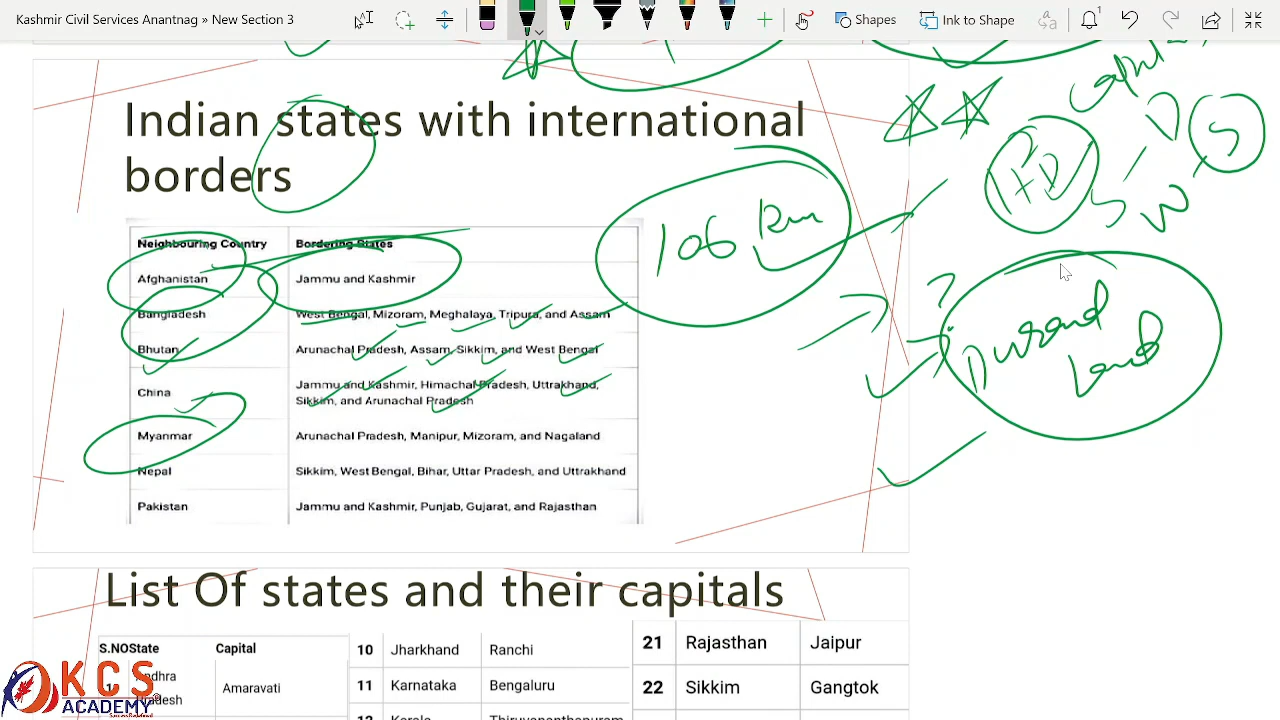 Kashmir Civil Services Anantnag » New Section 3
Shapes
Ink to Shape
Indian states with international
borders
Neighbouring Country Bordering States
Afghanistan Jammu and Kashmir
Bangladesh West Bengal, Mizoram, Meghalaya, Tripura, and Assam
Bhutan Arunachal Pradesh, Assam, Sikkim, and West Bengal
China Jammu and Kashmir, Himachal Pradesh, Uttrakhand,
Sikkim, and Arunachal Pradesh
Myanmar Arunachal Pradesh, Manipur, Mizoram, and Nagaland
Nepal Sikkim, West Bengal, Bihar, Uttar Pradesh, and Uttrakhand
Pakistan Jammu and Kashmir, Punjab, Gujarat, and Rajasthan
106 km
Durand
List Of states and their capitals
S.NO State Capital
Amaravati
10 Jharkhand Ranchi
11 Karnataka Bengaluru
21 Rajasthan Jaipur
22 Sikkim Gangtok
KCS
ACADEMY